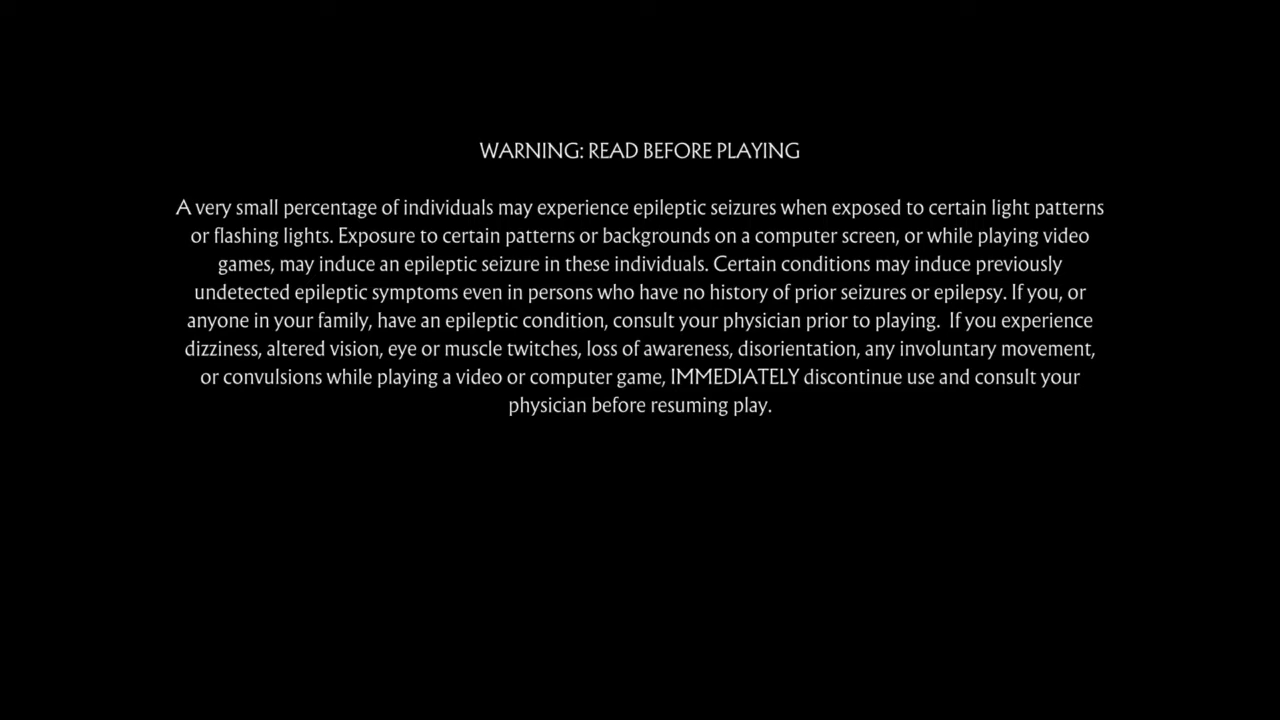 WARNING: READ BEFORE PLAYING
A very small percentage of individuals may experience epileptic seizures when exposed to certain light patterns
or flashing lights. Exposure to certain patterns or backgrounds on a computer screen, or while playing video
games, may induce an epileptic seizure in these individuals. Certain conditions may induce previously
undetected epileptic symptoms even in persons who have no history of prior seizures or epilepsy. If you, or
anyone in your family, have an epileptic condition, consult your physician prior to playing.  If you experience
dizziness, altered vision, eye or muscle twitches, loss of awareness, disorientation, any involuntary movement,
or convulsions while playing a video or computer game, IMMEDIATELY discontinue use and consult your
physician before resuming play.